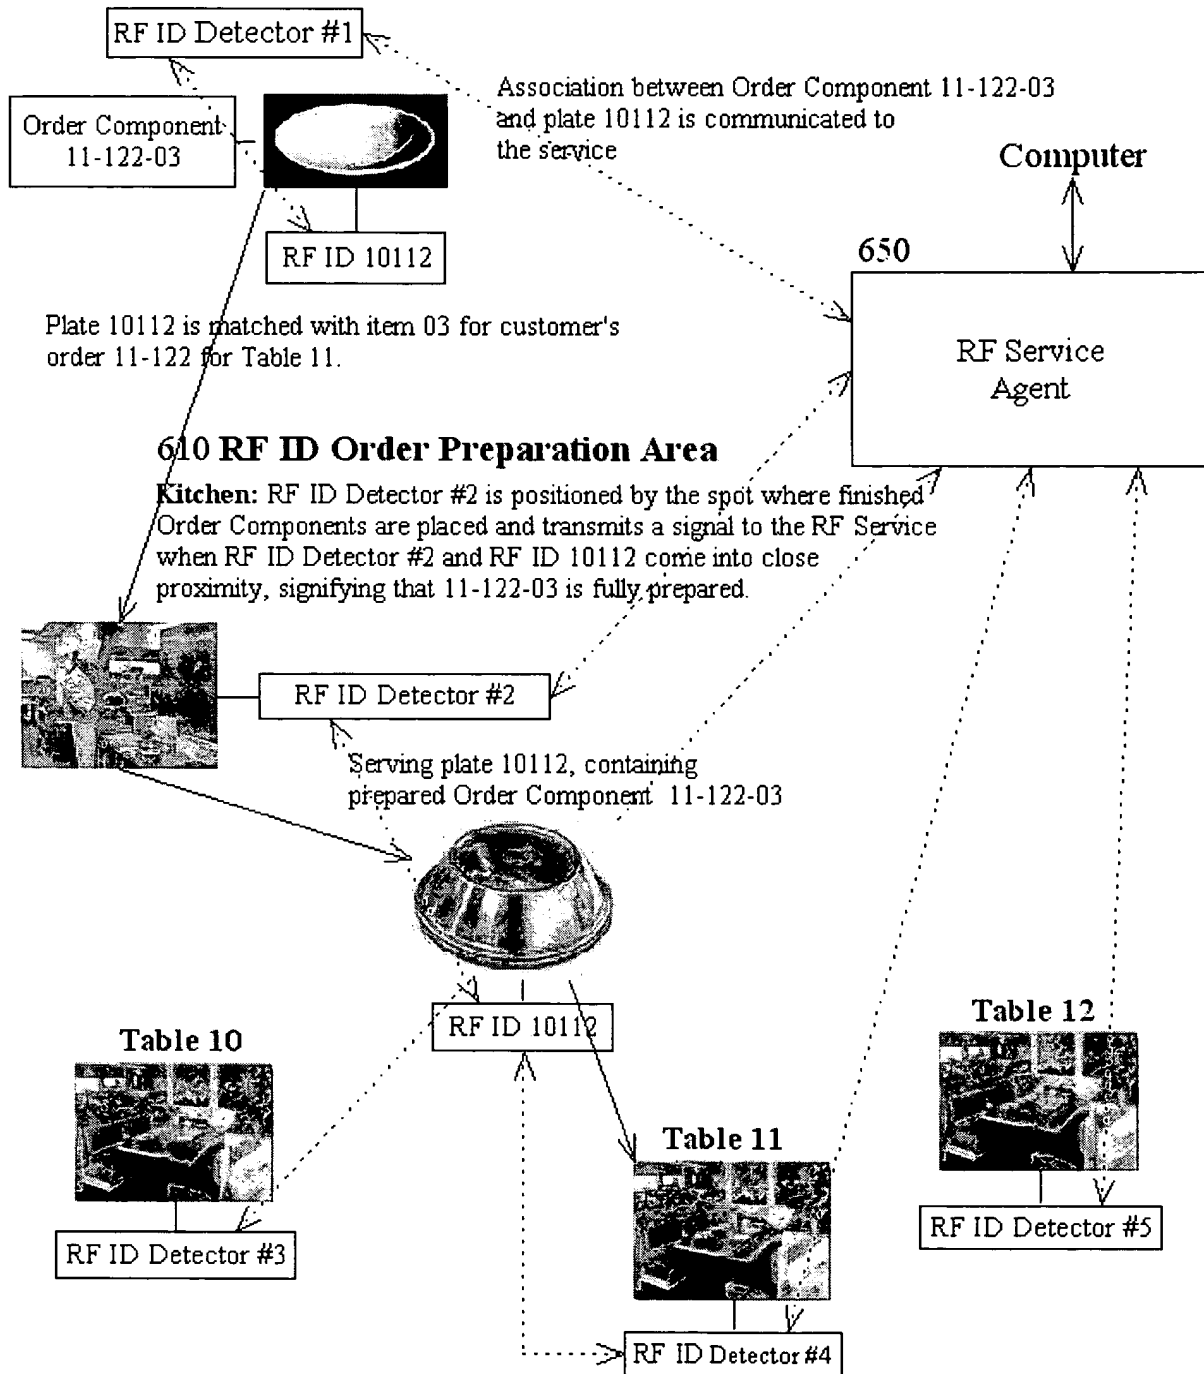 RF ID Detector #1
Order Component
11-122-03
Association between Order Component 11-122-03
and plate 10112 is communicated to
the service
Computer
650
RF ID 10112
RF Service
Agent
Plate 10112 is matched with item 03 for customer's
order 11-122 for Table 11.
610 RF ID Order Preparation Area
Kitchen: RF ID Detector #2 is positioned by the spot where finished
Order Components are placed and transmits a signal to the RF Service
when RF ID Detector #2 and RF ID 10112 come into close
proximity, signifying that 11-122-03 is fully prepared.
RF ID Detector #2
Serving plate 10112, containing
prepared Order Component 11-122-03
RF ID 10112
Table 10
Table 12
Table 11
RF ID Detector #3
RF ID Detector #5
RF ID Detector #4